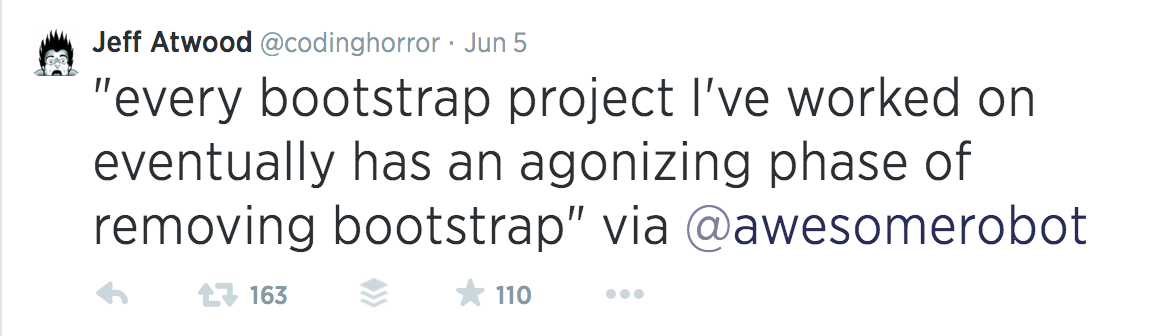 Jeff Atwood @codinghorror · Jun 5
"every bootstrap project I've worked on
eventually has an agonizing phase of
removing bootstrap" via @awesomerobot
163 110